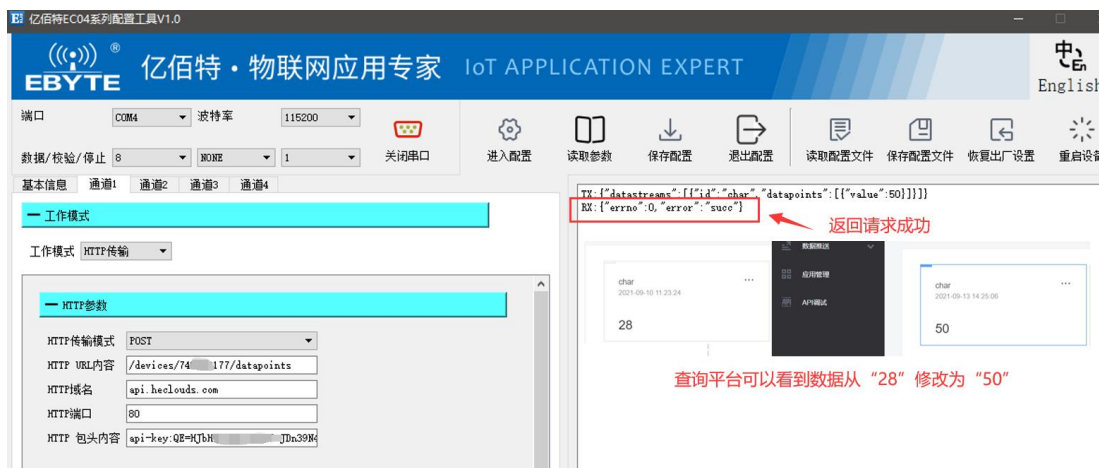 亿佰特EC04系列配置工具V1.0
(((•))) ®
EBYTE 亿佰特·物联网应用专家 IoT APPLICATION EXPERT
中 En
English
端口 COM4 波特率 115200
数据/校验/停止 8 NONE 1
关闭串口 进入配置 读取参数 保存配置 退出配置 读取配置文件 保存配置文件 恢复出厂设置 重启设备
基本信息 通道1 通道2 通道3 通道4
工作模式
工作模式 HTTP传输
HTTP参数
HTTP传输模式 POST
HTTP URL内容 /devices/74 177/datapoints
HTTP域名 api.heclouds.com
HTTP端口 80
HTTP 包头内容 api-key:QE=HJbH JDn39N4
TX:{"datastreams":[{"id":"char","datapoints":[{"value":50}]}]}
RX:{"errno":0,"error":"succ"}
返回请求成功
char
2021-09-10 11:23:24
28
数据推送
应用管理
API调试
char
2021-09-13 14:25:06
50
查询平台可以看到数据从“28”修改为“50”